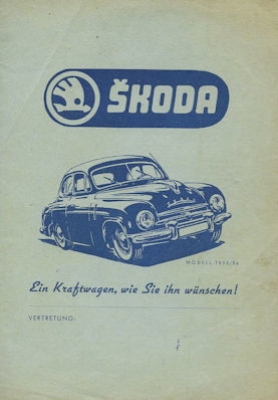 ŠKODA
MODELL 1955/56
Ein Kraftwagen, wie Sie ihn wünschen!
VERTRETUNG: